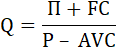 Q = Π + FC / P – AVC